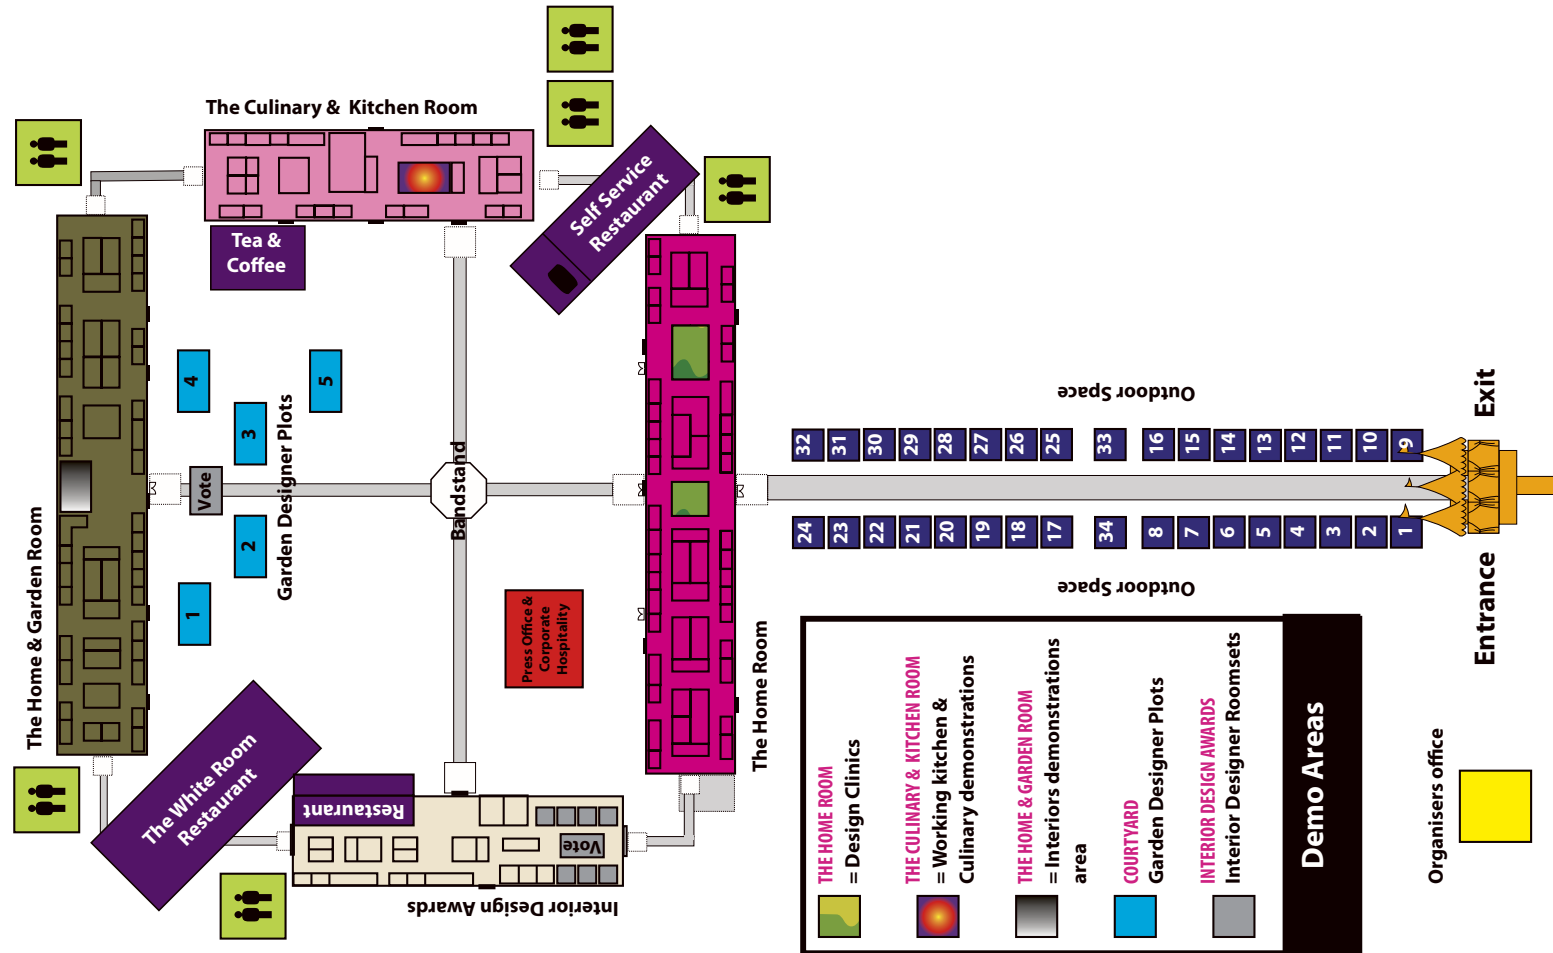 The Culinary & Kitchen Room
Tea &
Coffee
Self Service
Restaurant
The Home & Garden Room
4
5
3
Vote
2
1
Garden Designer Plots
Bandstand
Press Office &
Corporate
Hospitality
The Home Room
The White Room
Restaurant
Restaurant
Vote
Interior Design Awards
Outdoor Space
32
31
30
29
28
27
26
25
33
16
15
14
13
12
11
10
9
24
23
22
21
20
19
18
17
34
8
7
6
5
4
3
2
1
Outdoor Space
Exit
Entrance
THE HOME ROOM
= Design Clinics
THE CULINARY & KITCHEN ROOM
= Working kitchen &
Culinary demonstrations
THE HOME & GARDEN ROOM
= Interiors demonstrations
area
COURTYARD
Garden Designer Plots
INTERIOR DESIGN AWARDS
Interior Designer Roomsets
Demo Areas
Organisers office